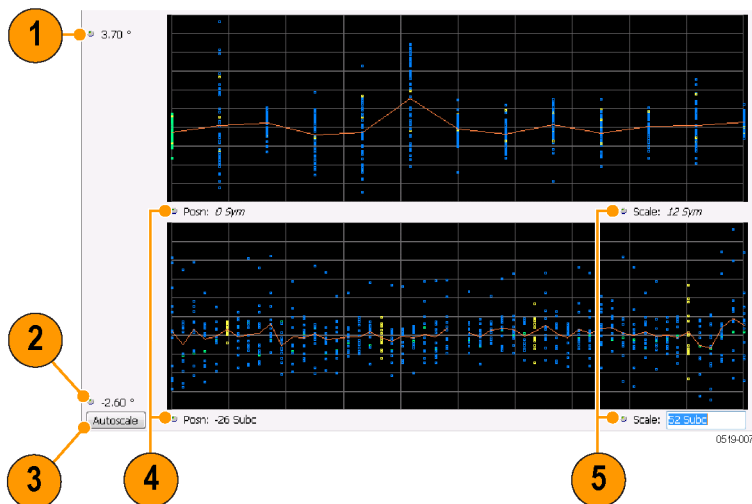 1
3.70 °
Posn: 0 Sym
Scale: 12 Sym
2
-2.60 °
Autoscale
Posn: -26 Subc
Scale: 52 Subc
0519-007
3
4
5